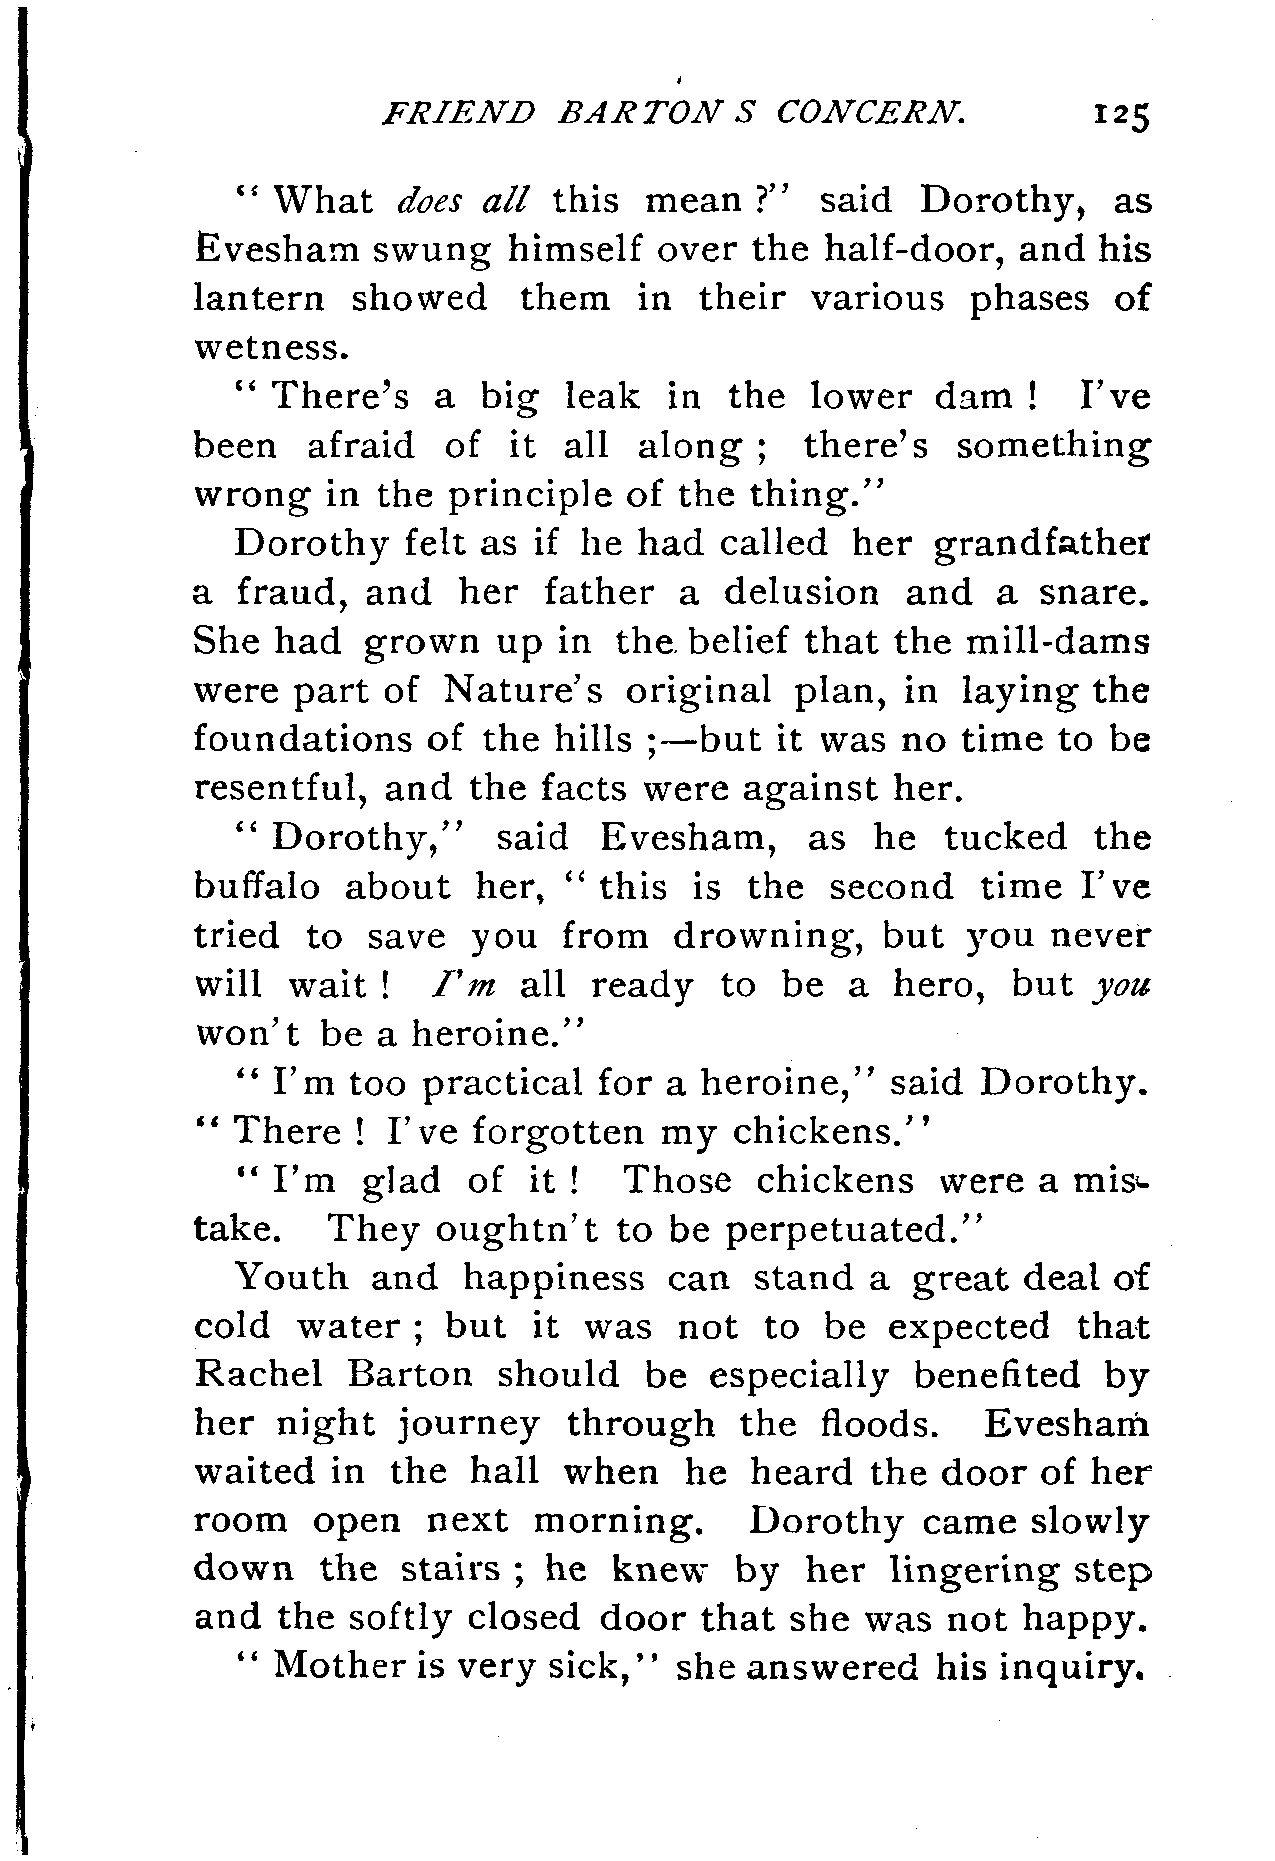 FRIEND BARTON S CONCERN. 125
" What does all this mean ?" said Dorothy, as
Evesham swung himself over the half-door, and his
lantern showed them in their various phases of
wetness.
" There's a big leak in the lower dam ! I've
been afraid of it all along ; there's something
wrong in the principle of the thing."
Dorothy felt as if he had called her grandfather
a fraud, and her father a delusion and a snare.
She had grown up in the belief that the mill-dams
were part of Nature's original plan, in laying the
foundations of the hills ;—but it was no time to be
resentful, and the facts were against her.
" Dorothy," said Evesham, as he tucked the
buffalo about her, " this is the second time I've
tried to save you from drowning, but you never
will wait ! I'm all ready to be a hero, but you
won't be a heroine."
" I'm too practical for a heroine," said Dorothy.
" There ! I've forgotten my chickens."
" I'm glad of it ! Those chickens were a mis-
take. They oughtn't to be perpetuated."
Youth and happiness can stand a great deal of
cold water ; but it was not to be expected that
Rachel Barton should be especially benefited by
her night journey through the floods. Evesham
waited in the hall when he heard the door of her
room open next morning. Dorothy came slowly
down the stairs ; he knew by her lingering step
and the softly closed door that she was not happy.
" Mother is very sick," she answered his inquiry.